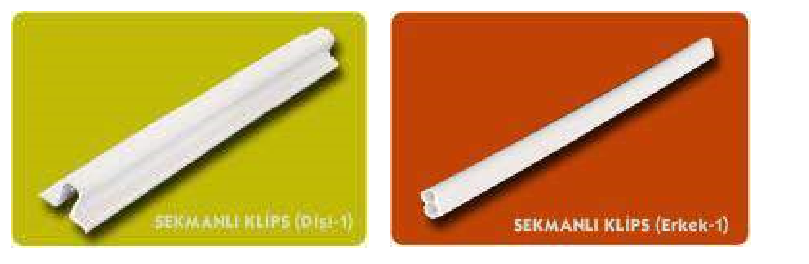 SEKMANLI KLİPS (Dişi-1)
SEKMANLI KLİPS (Erkek-1)